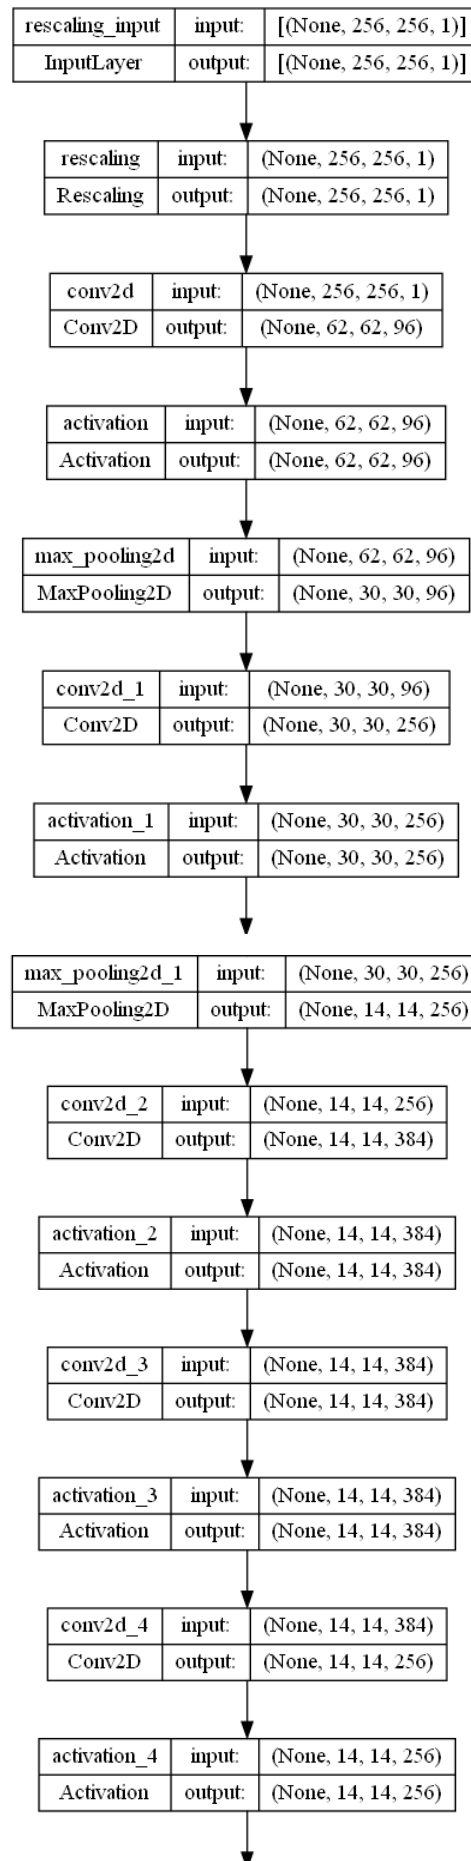 rescaling_input input: [(None, 256, 256, 1)]
InputLayer output: [(None, 256, 256, 1)]
rescaling input: (None, 256, 256, 1)
Rescaling output: (None, 256, 256, 1)
conv2d input: (None, 256, 256, 1)
Conv2D output: (None, 62, 62, 96)
activation input: (None, 62, 62, 96)
Activation output: (None, 62, 62, 96)
max_pooling2d input: (None, 62, 62, 96)
MaxPooling2D output: (None, 30, 30, 96)
conv2d_1 input: (None, 30, 30, 96)
Conv2D output: (None, 30, 30, 256)
activation_1 input: (None, 30, 30, 256)
Activation output: (None, 30, 30, 256)
max_pooling2d_1 input: (None, 30, 30, 256)
MaxPooling2D output: (None, 14, 14, 256)
conv2d_2 input: (None, 14, 14, 256)
Conv2D output: (None, 14, 14, 384)
activation_2 input: (None, 14, 14, 384)
Activation output: (None, 14, 14, 384)
conv2d_3 input: (None, 14, 14, 384)
Conv2D output: (None, 14, 14, 384)
activation_3 input: (None, 14, 14, 384)
Activation output: (None, 14, 14, 384)
conv2d_4 input: (None, 14, 14, 384)
Conv2D output: (None, 14, 14, 256)
activation_4 input: (None, 14, 14, 256)
Activation output: (None, 14, 14, 256)